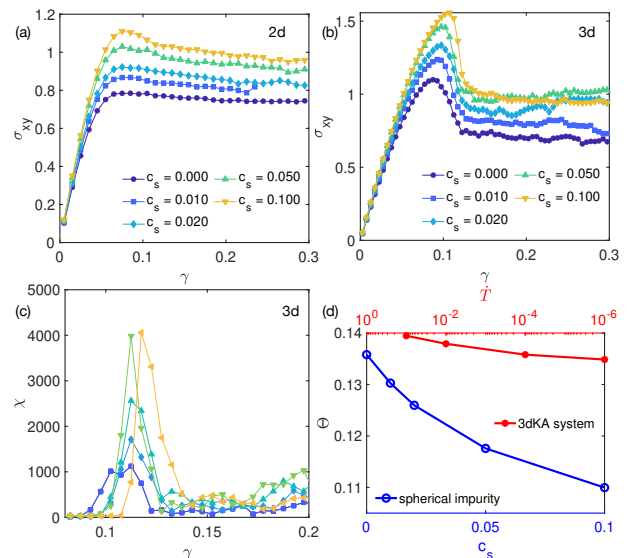 (a)
2d
1.2
1
0.8
0.6
0.4
0.2
0
σxy
c_s = 0.000
c_s = 0.010
c_s = 0.020
c_s = 0.050
c_s = 0.100
0 0.1 0.2 0.3
γ
(b)
3d
1.5
1
0.5
0
σxy
c_s = 0.000
c_s = 0.010
c_s = 0.020
c_s = 0.050
c_s = 0.100
0 0.1 0.2 0.3
γ
(c)
3d
5000
4000
3000
2000
1000
0
χ
0.1 0.15 0.2
γ
Ṫ
10^0 10^-2 10^-4 10^-6
(d)
0.14
0.13
0.12
0.11
Θ
3dKA system
spherical impurity
0 0.05 0.1
c_s